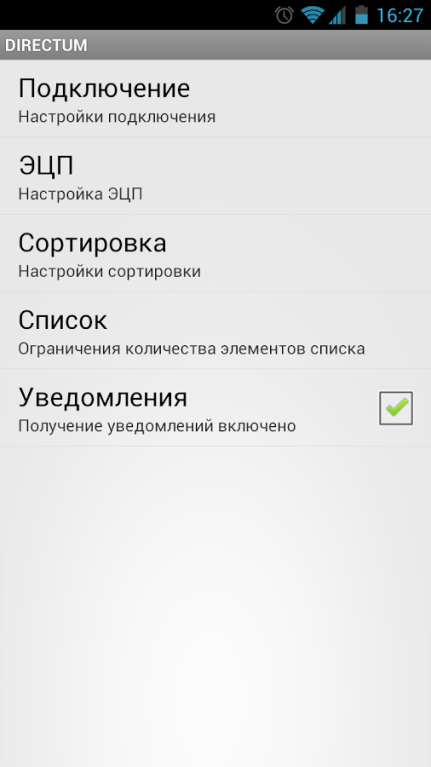 16:27
DIRECTUM
Подключение
Настройки подключения
ЭЦП
Настройка ЭЦП
Сортировка
Настройки сортировки
Список
Ограничения количества элементов списка
Уведомления
Получение уведомлений включено